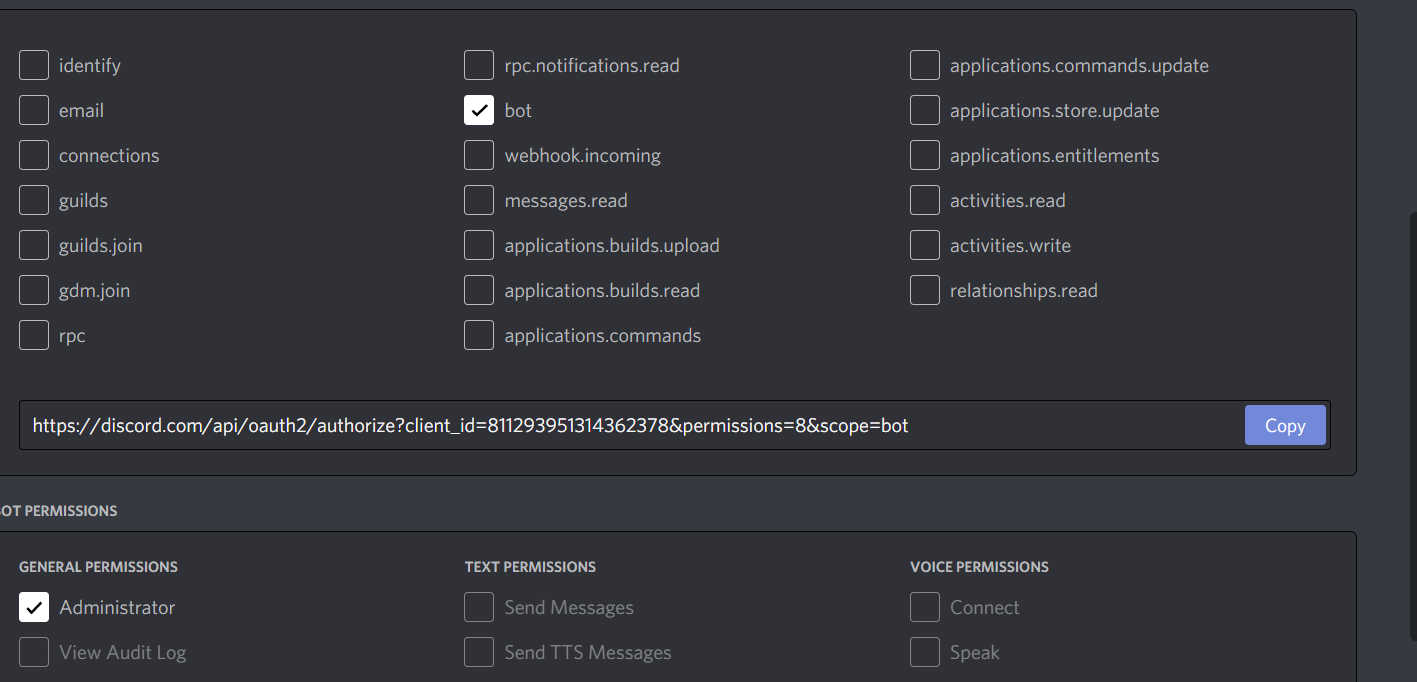 identify
email
connections
guilds
guilds.join
gdm.join
rpc
rpc.notifications.read
bot
webhook.incoming
messages.read
applications.builds.upload
applications.builds.read
applications.commands
applications.commands.update
applications.store.update
applications.entitlements
activities.read
activities.write
relationships.read
https://discord.com/api/oauth2/authorize?client_id=811293951314362378&permissions=8&scope=bot
Copy
OT PERMISSIONS
GENERAL PERMISSIONS
Administrator
View Audit Log
TEXT PERMISSIONS
Send Messages
Send TTS Messages
VOICE PERMISSIONS
Connect
Speak